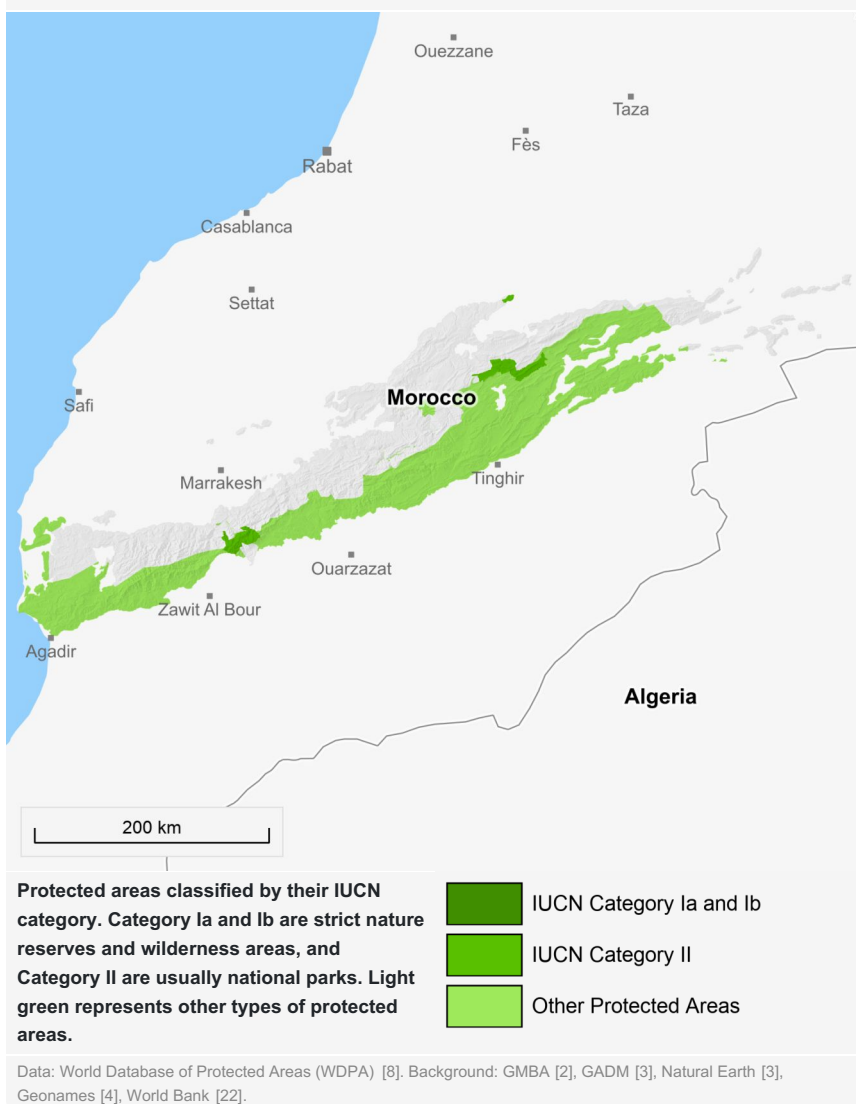 Ouezzane
Taza
Fès
Rabat
Casablanca
Settat
Morocco
Safi
Marrakesh
Tinghir
Ouarzazat
Zawit Al Bour
Agadir
Algeria
200 km
Protected areas classified by their IUCN
category. Category Ia and Ib are strict nature
reserves and wilderness areas, and
Category II are usually national parks. Light
green represents other types of protected
areas.
IUCN Category Ia and Ib
IUCN Category II
Other Protected Areas
Data: World Database of Protected Areas (WDPA) [8]. Background: GMBA [2], GADM [3], Natural Earth [3],
Geonames [4], World Bank [22].